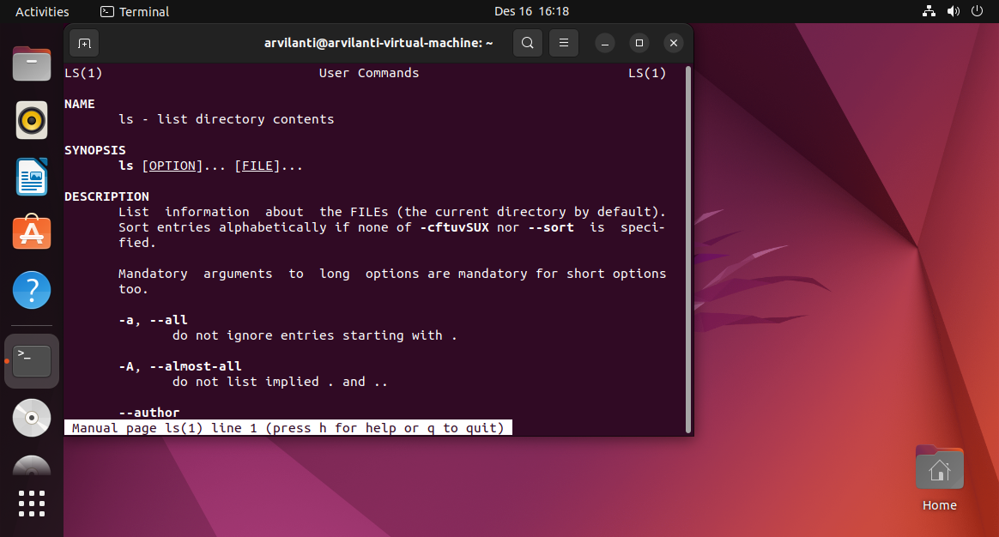 Activities
Terminal
Des 16 16:18
arvilanti@arvilanti-virtual-machine: ~
LS(1) User Commands LS(1)
NAME
ls - list directory contents
SYNOPSIS
ls [OPTION]... [FILE]...
DESCRIPTION
List information about the FILEs (the current directory by default).
Sort entries alphabetically if none of -cftuvSUX nor --sort is speci-
fied.
Mandatory arguments to long options are mandatory for short options
too.
-a, --all
do not ignore entries starting with .
-A, --almost-all
do not list implied . and ..
--author
Manual page ls(1) line 1 (press h for help or q to quit)
Home